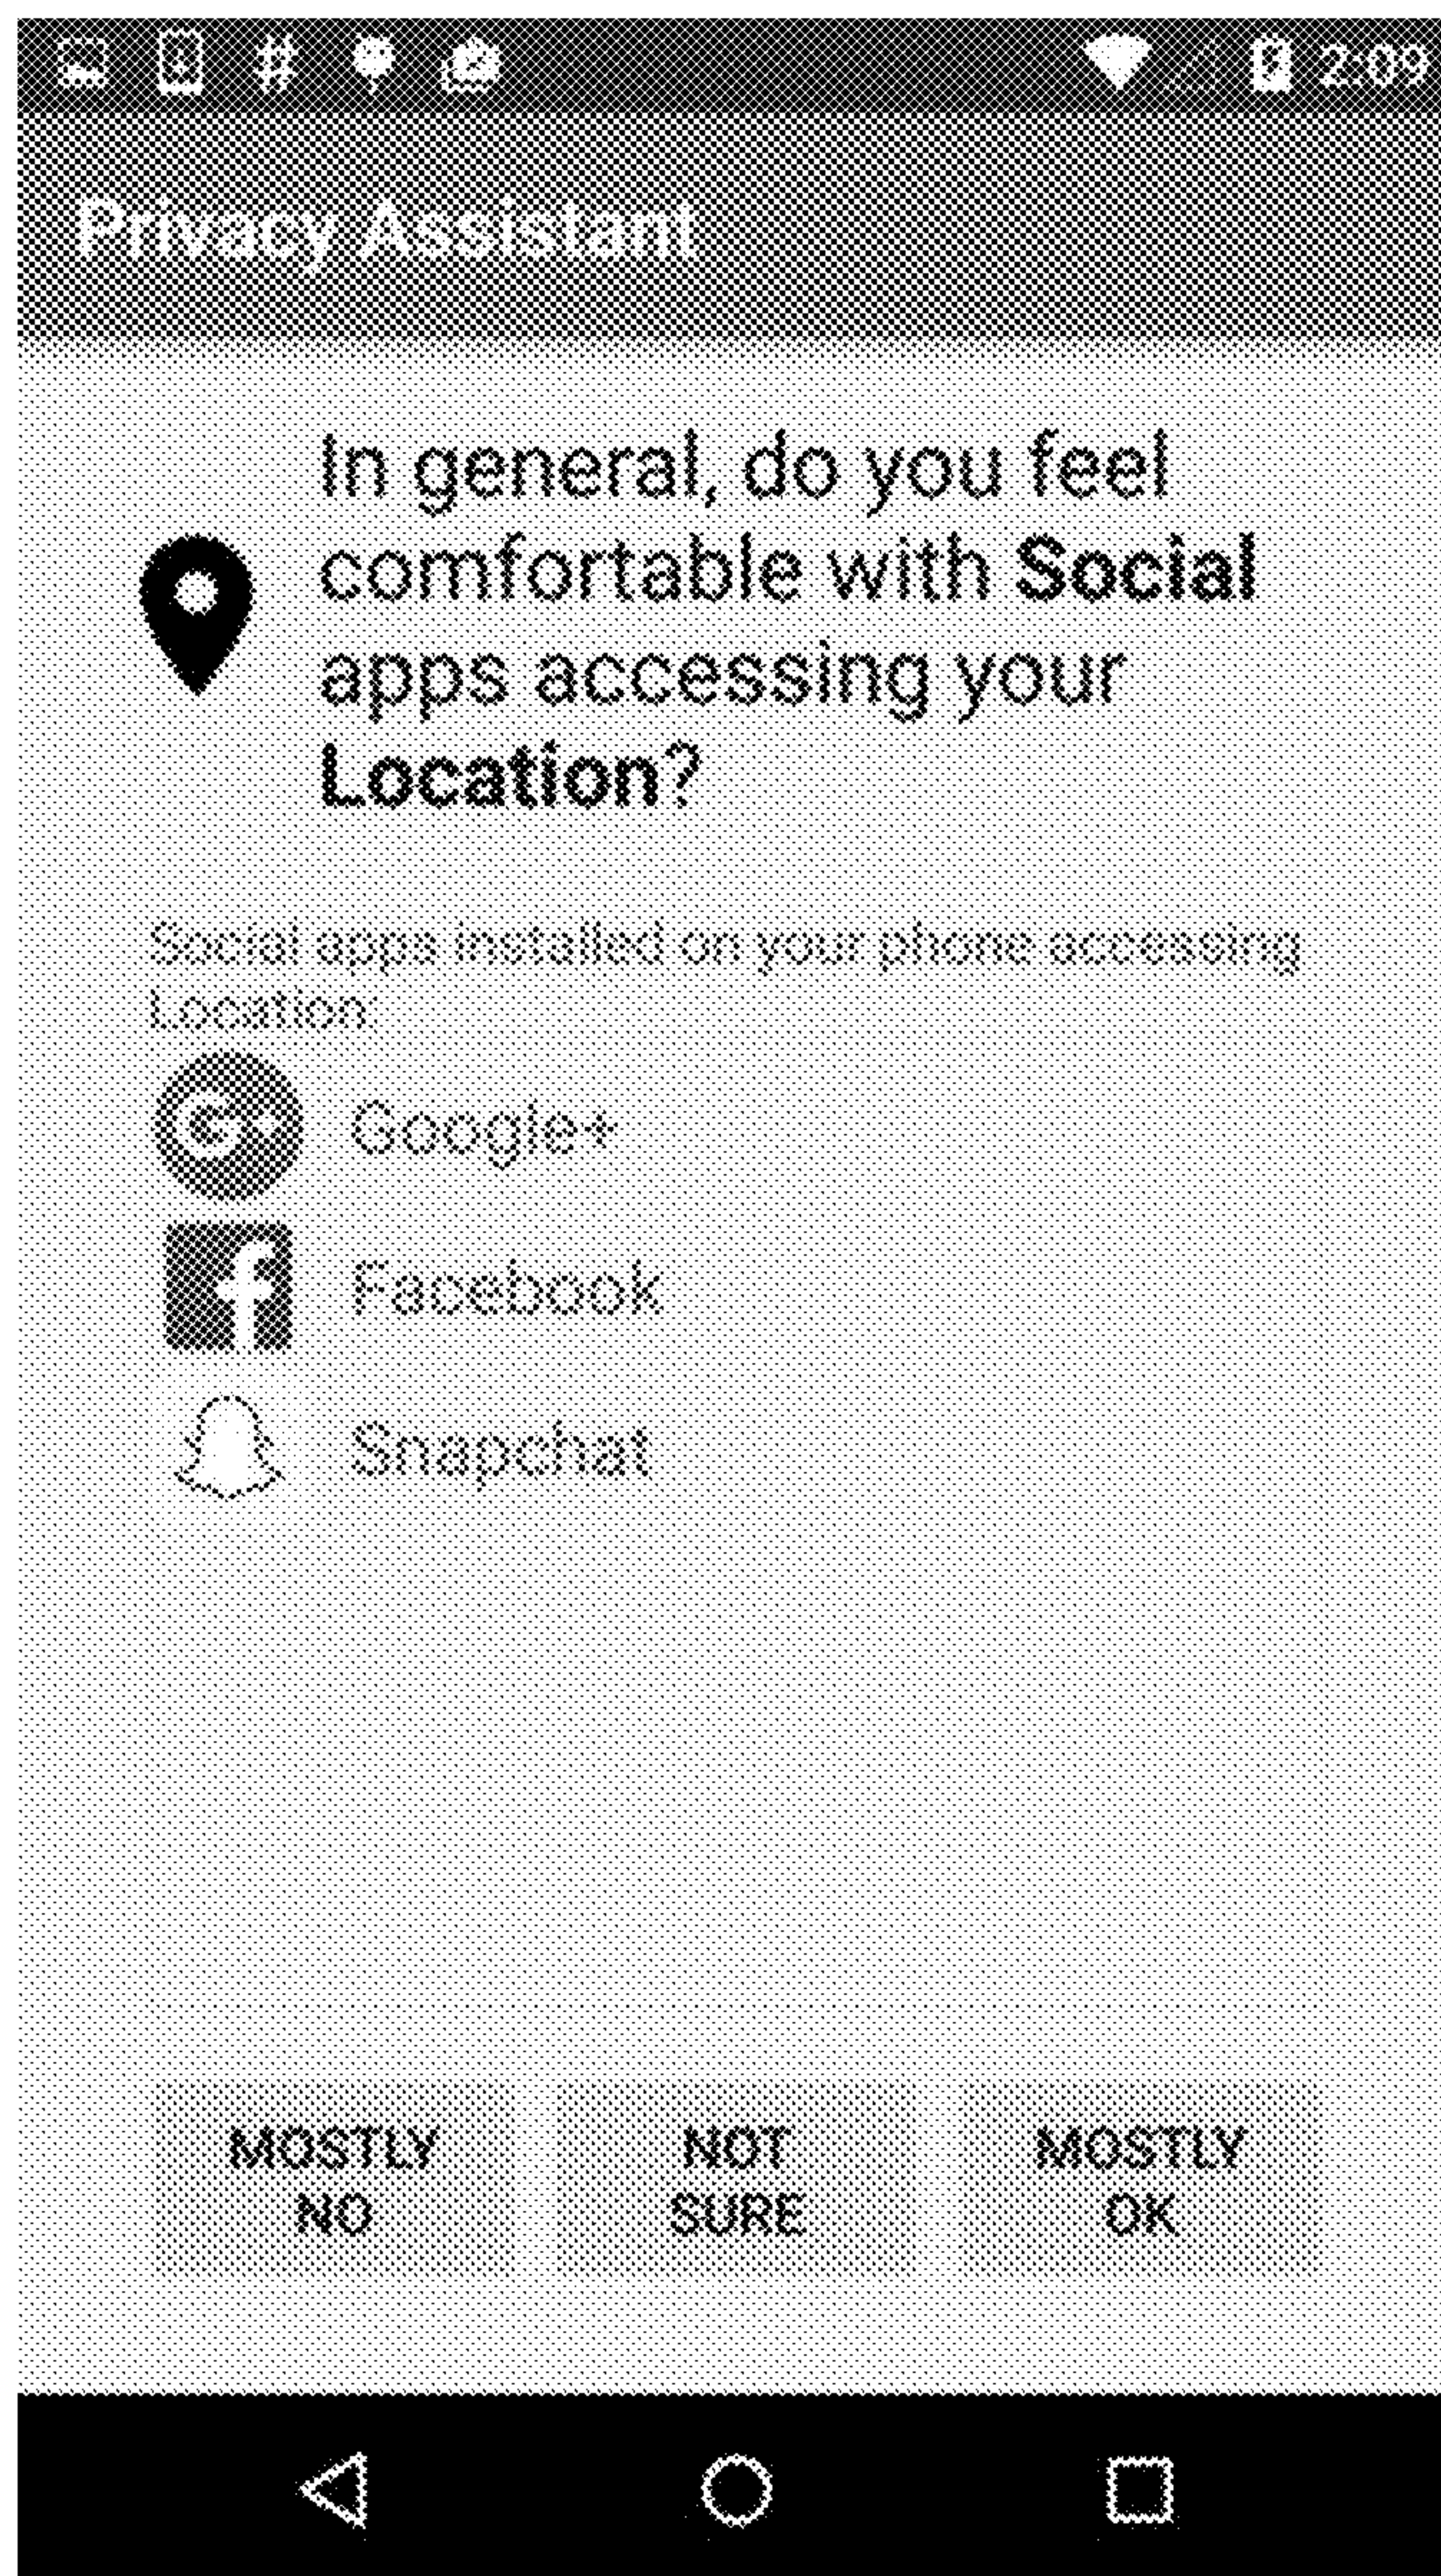 2:09
Privacy Assistant
In general, do you feel
comfortable with Social
apps accessing your
Location?
Social apps installed on your phone accessing
Location:
G+ Google+
f Facebook
Snapchat
MOSTLY NOT MOSTLY
NO SURE OK